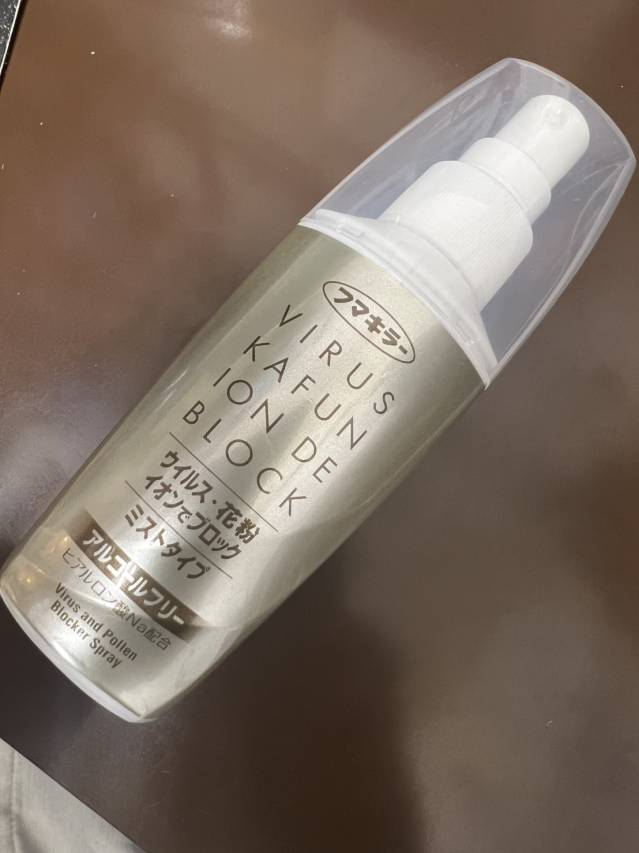 フマキラー
VIRUS
KAFUN
ION DE
BLOCK
ウイルス・花粉
イオンでブロック
ミストタイプ
アルコールフリー
ヒアルロン酸Na配合
Virus and Pollen
Blocker Spray